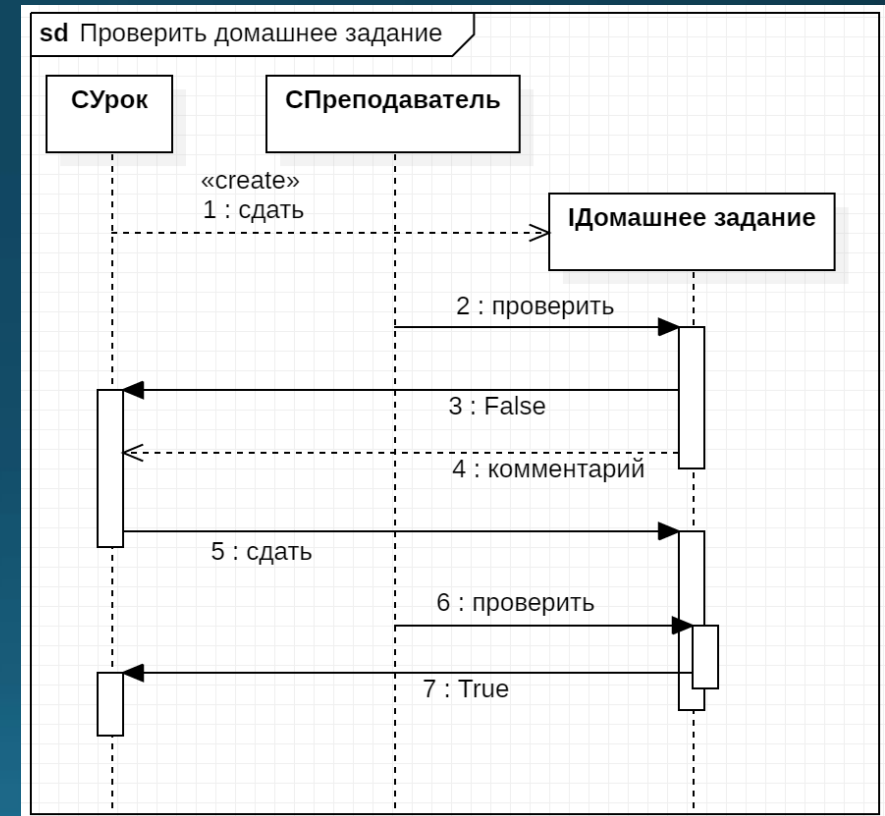 sd Проверить домашнее задание
СУрок
СПреподаватель
«create»
1 : сдать
IДомашнее задание
2 : проверить
3 : False
4 : комментарий
5 : сдать
6 : проверить
7 : True